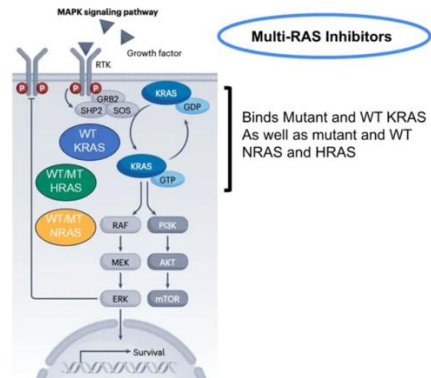 MAPK signaling pathway
Multi-RAS Inhibitors
Growth factor
RTK
P
P
P
P
GRB2
SHP2
SOS
KRAS
GDP
Binds Mutant and WT KRAS
As well as mutant and WT
NRAS and HRAS
WT
KRAS
KRAS
GTP
WT/MT
HRAS
WT/MT
NRAS
RAF
PI3K
MEK
AKT
ERK
mTOR
Survival